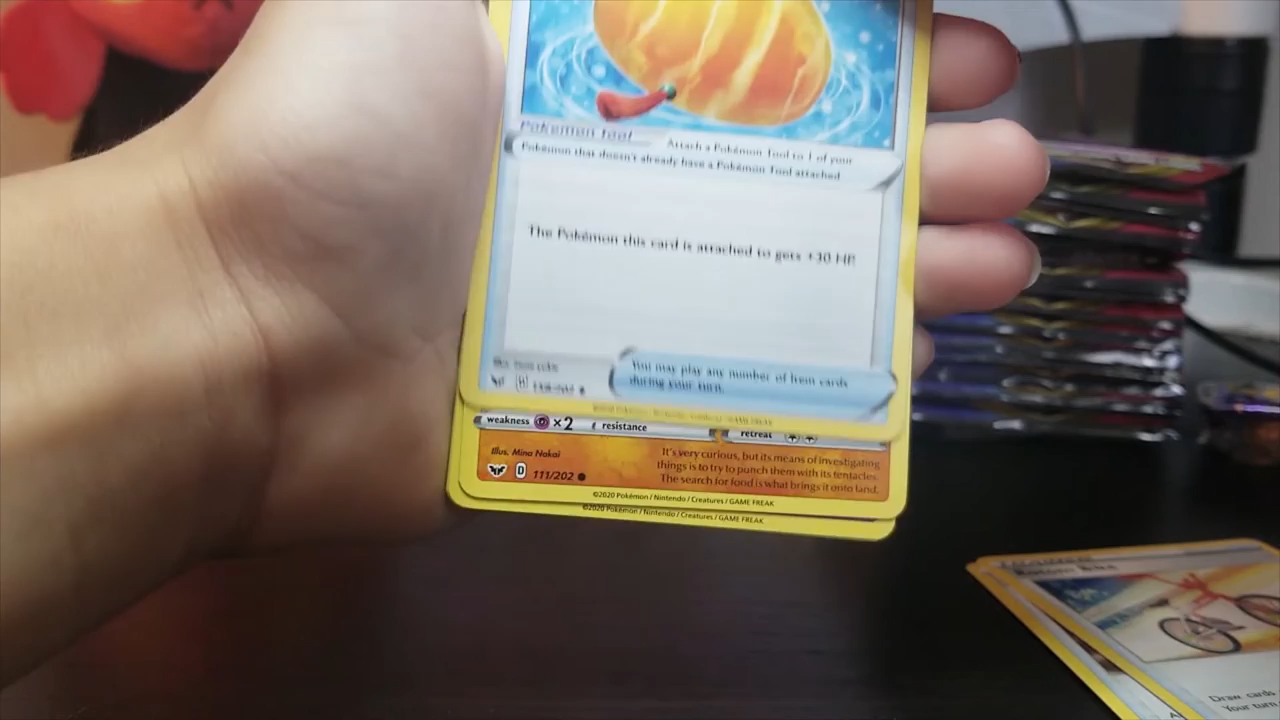 Pokémon Tool
Attach a Pokémon Tool to 1 of your
Pokémon that doesn't already have a Pokémon Tool attached
The Pokémon this card is attached to gets +30 HP.
You may play any number of Item cards
during your turn.
weakness ×2 resistance retreat
Illus. Mina Nakai
D 111/202
It's very curious, but its means of investigating
things is to try to punch them with its tentacles.
The search for food is what brings it onto land.
©2020 Pokémon / Nintendo / Creatures / GAME FREAK
©2020 Pokémon / Nintendo / Creatures / GAME FREAK
Bike
Draw cards
Your turn